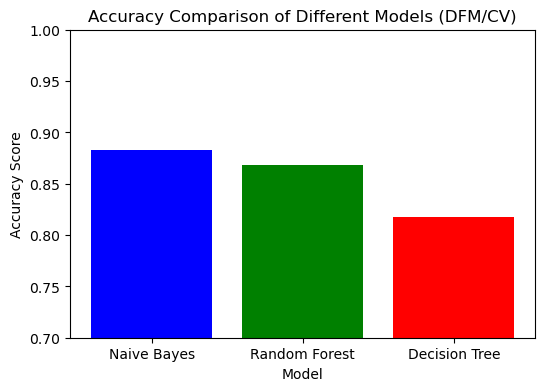 Accuracy Comparison of Different Models (DFM/CV)
1.00
0.95
0.90
0.85
0.80
0.75
0.70
Accuracy Score
Naive Bayes Random Forest Decision Tree
Model